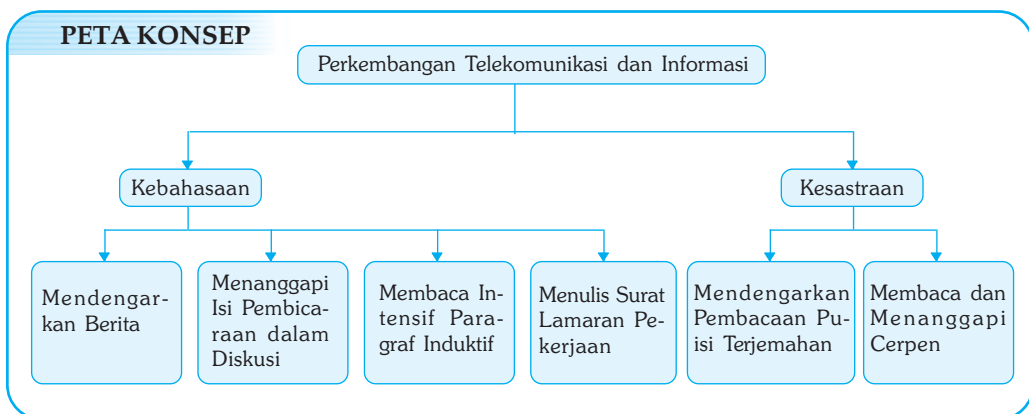 PETA KONSEP
Perkembangan Telekomunikasi dan Informasi
Kebahasaan
Kesastraan
Mendengar-
kan Berita
Menanggapi
Isi Pembica-
raan dalam
Diskusi
Membaca In-
tensif Para-
graf Induktif
Menulis Surat
Lamaran Pe-
kerjaan
Mendengarkan
Pembacaan Pu-
isi Terjemahan
Membaca dan
Menanggapi
Cerpen